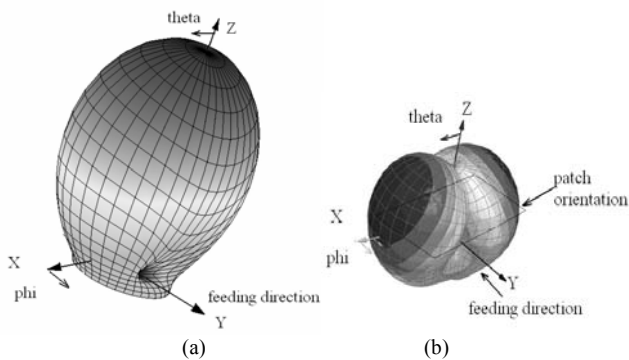 theta
Z
X
phi
feeding direction
Y
(a)
theta
Z
patch
orientation
X
phi
Y
feeding direction
(b)